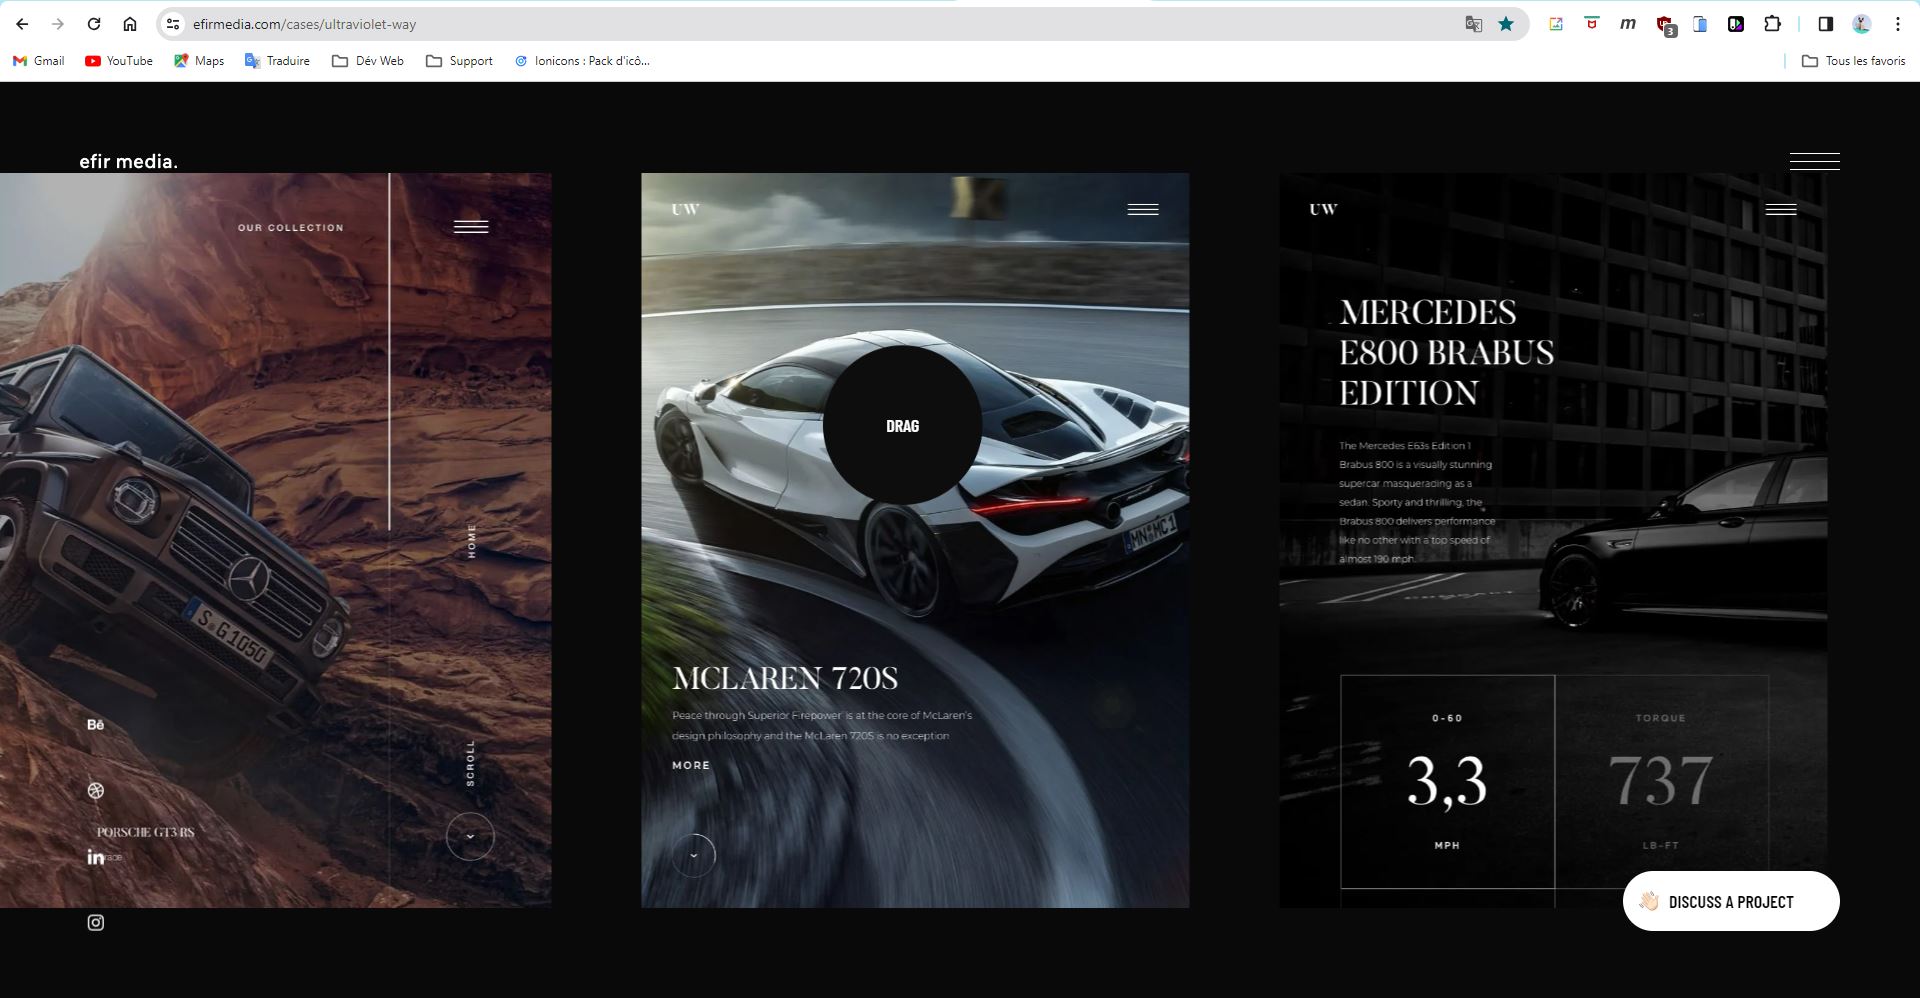 efirmedia.com/cases/ultraviolet-way
3
Gmail
YouTube
Maps
Traduire
Dév Web
Support
Ionicons : Pack d'icô...
Tous les favoris
efir media.
OUR COLLECTION
HOME
SCROLL
Bē
PORSCHE GT3 RS
in
S G1050
UW
DRAG
MN MC1
MCLAREN 720S
Peace through Superior Firepower' is at the core of McLaren's
design philosophy and the McLaren 720S is no exception
MORE
UW
MERCEDES
E800 BRABUS
EDITION
The Mercedes E63s Edition 1
Brabus 800 is a visually stunning
supercar masquerading as a
sedan. Sporty and thrilling, the
Brabus 800 delivers performance
like no other with a top speed of
almost 190 mph.
0-60
3,3
MPH
TORQUE
737
LB-FT
DISCUSS A PROJECT